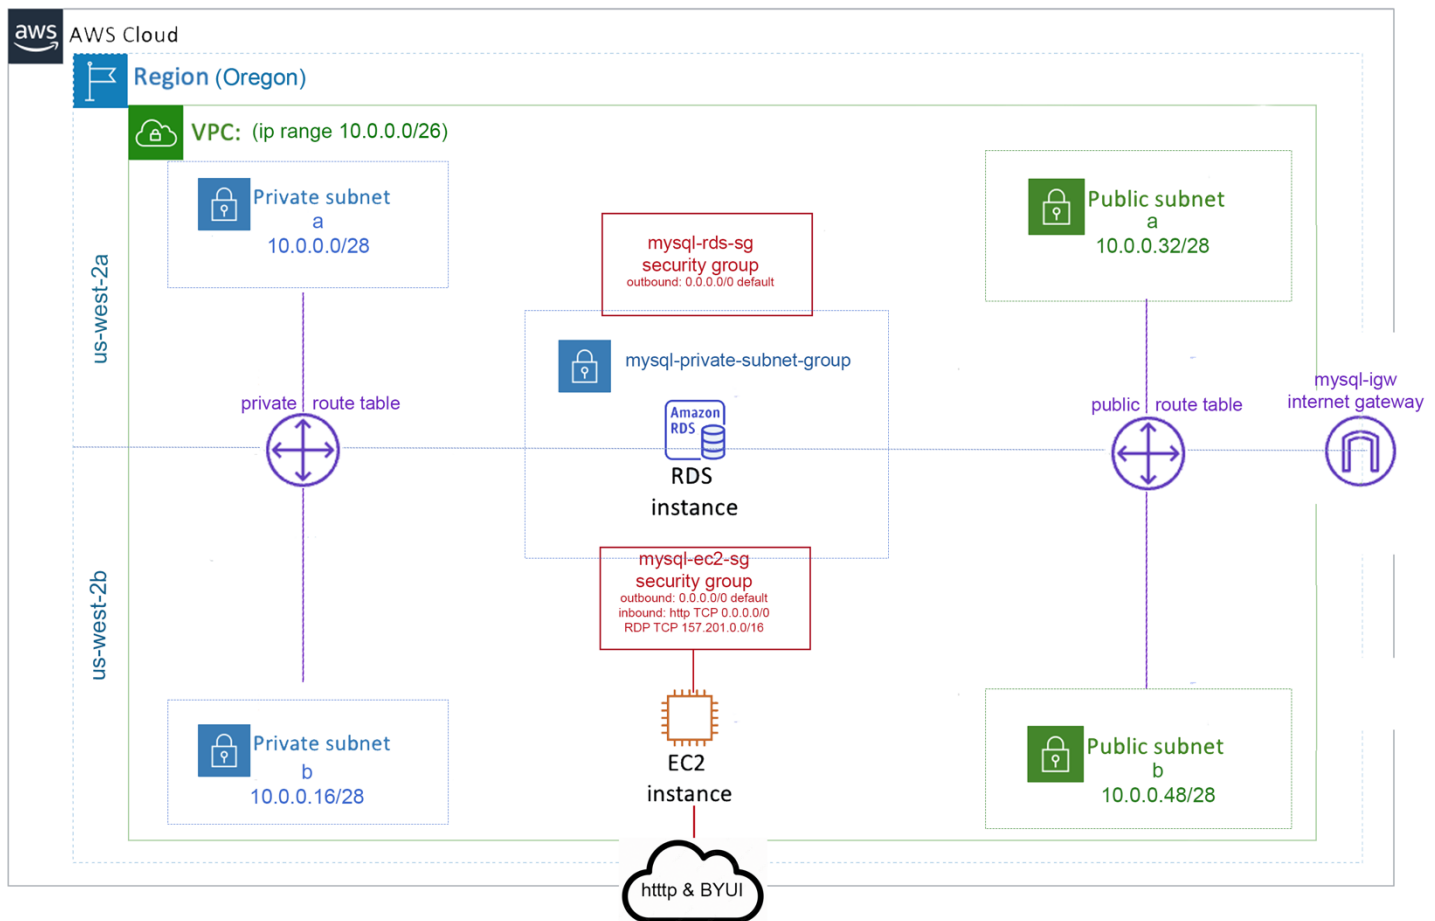 aws
AWS Cloud
Region (Oregon)
VPC: (ip range 10.0.0.0/26)
Private subnet
a
10.0.0.0/28
Public subnet
a
10.0.0.32/28
mysql-rds-sg
security group
outbound: 0.0.0.0/0 default
us-west-2a
mysql-private-subnet-group
mysql-igw
internet gateway
private route table
public route table
Amazon
RDS
RDS
instance
mysql-ec2-sg
security group
outbound: 0.0.0.0/0 default
inbound: http TCP 0.0.0.0/0
RDP TCP 157.201.0.0/16
us-west-2b
Private subnet
b
10.0.0.16/28
EC2
instance
Public subnet
b
10.0.0.48/28
htttp & BYUI